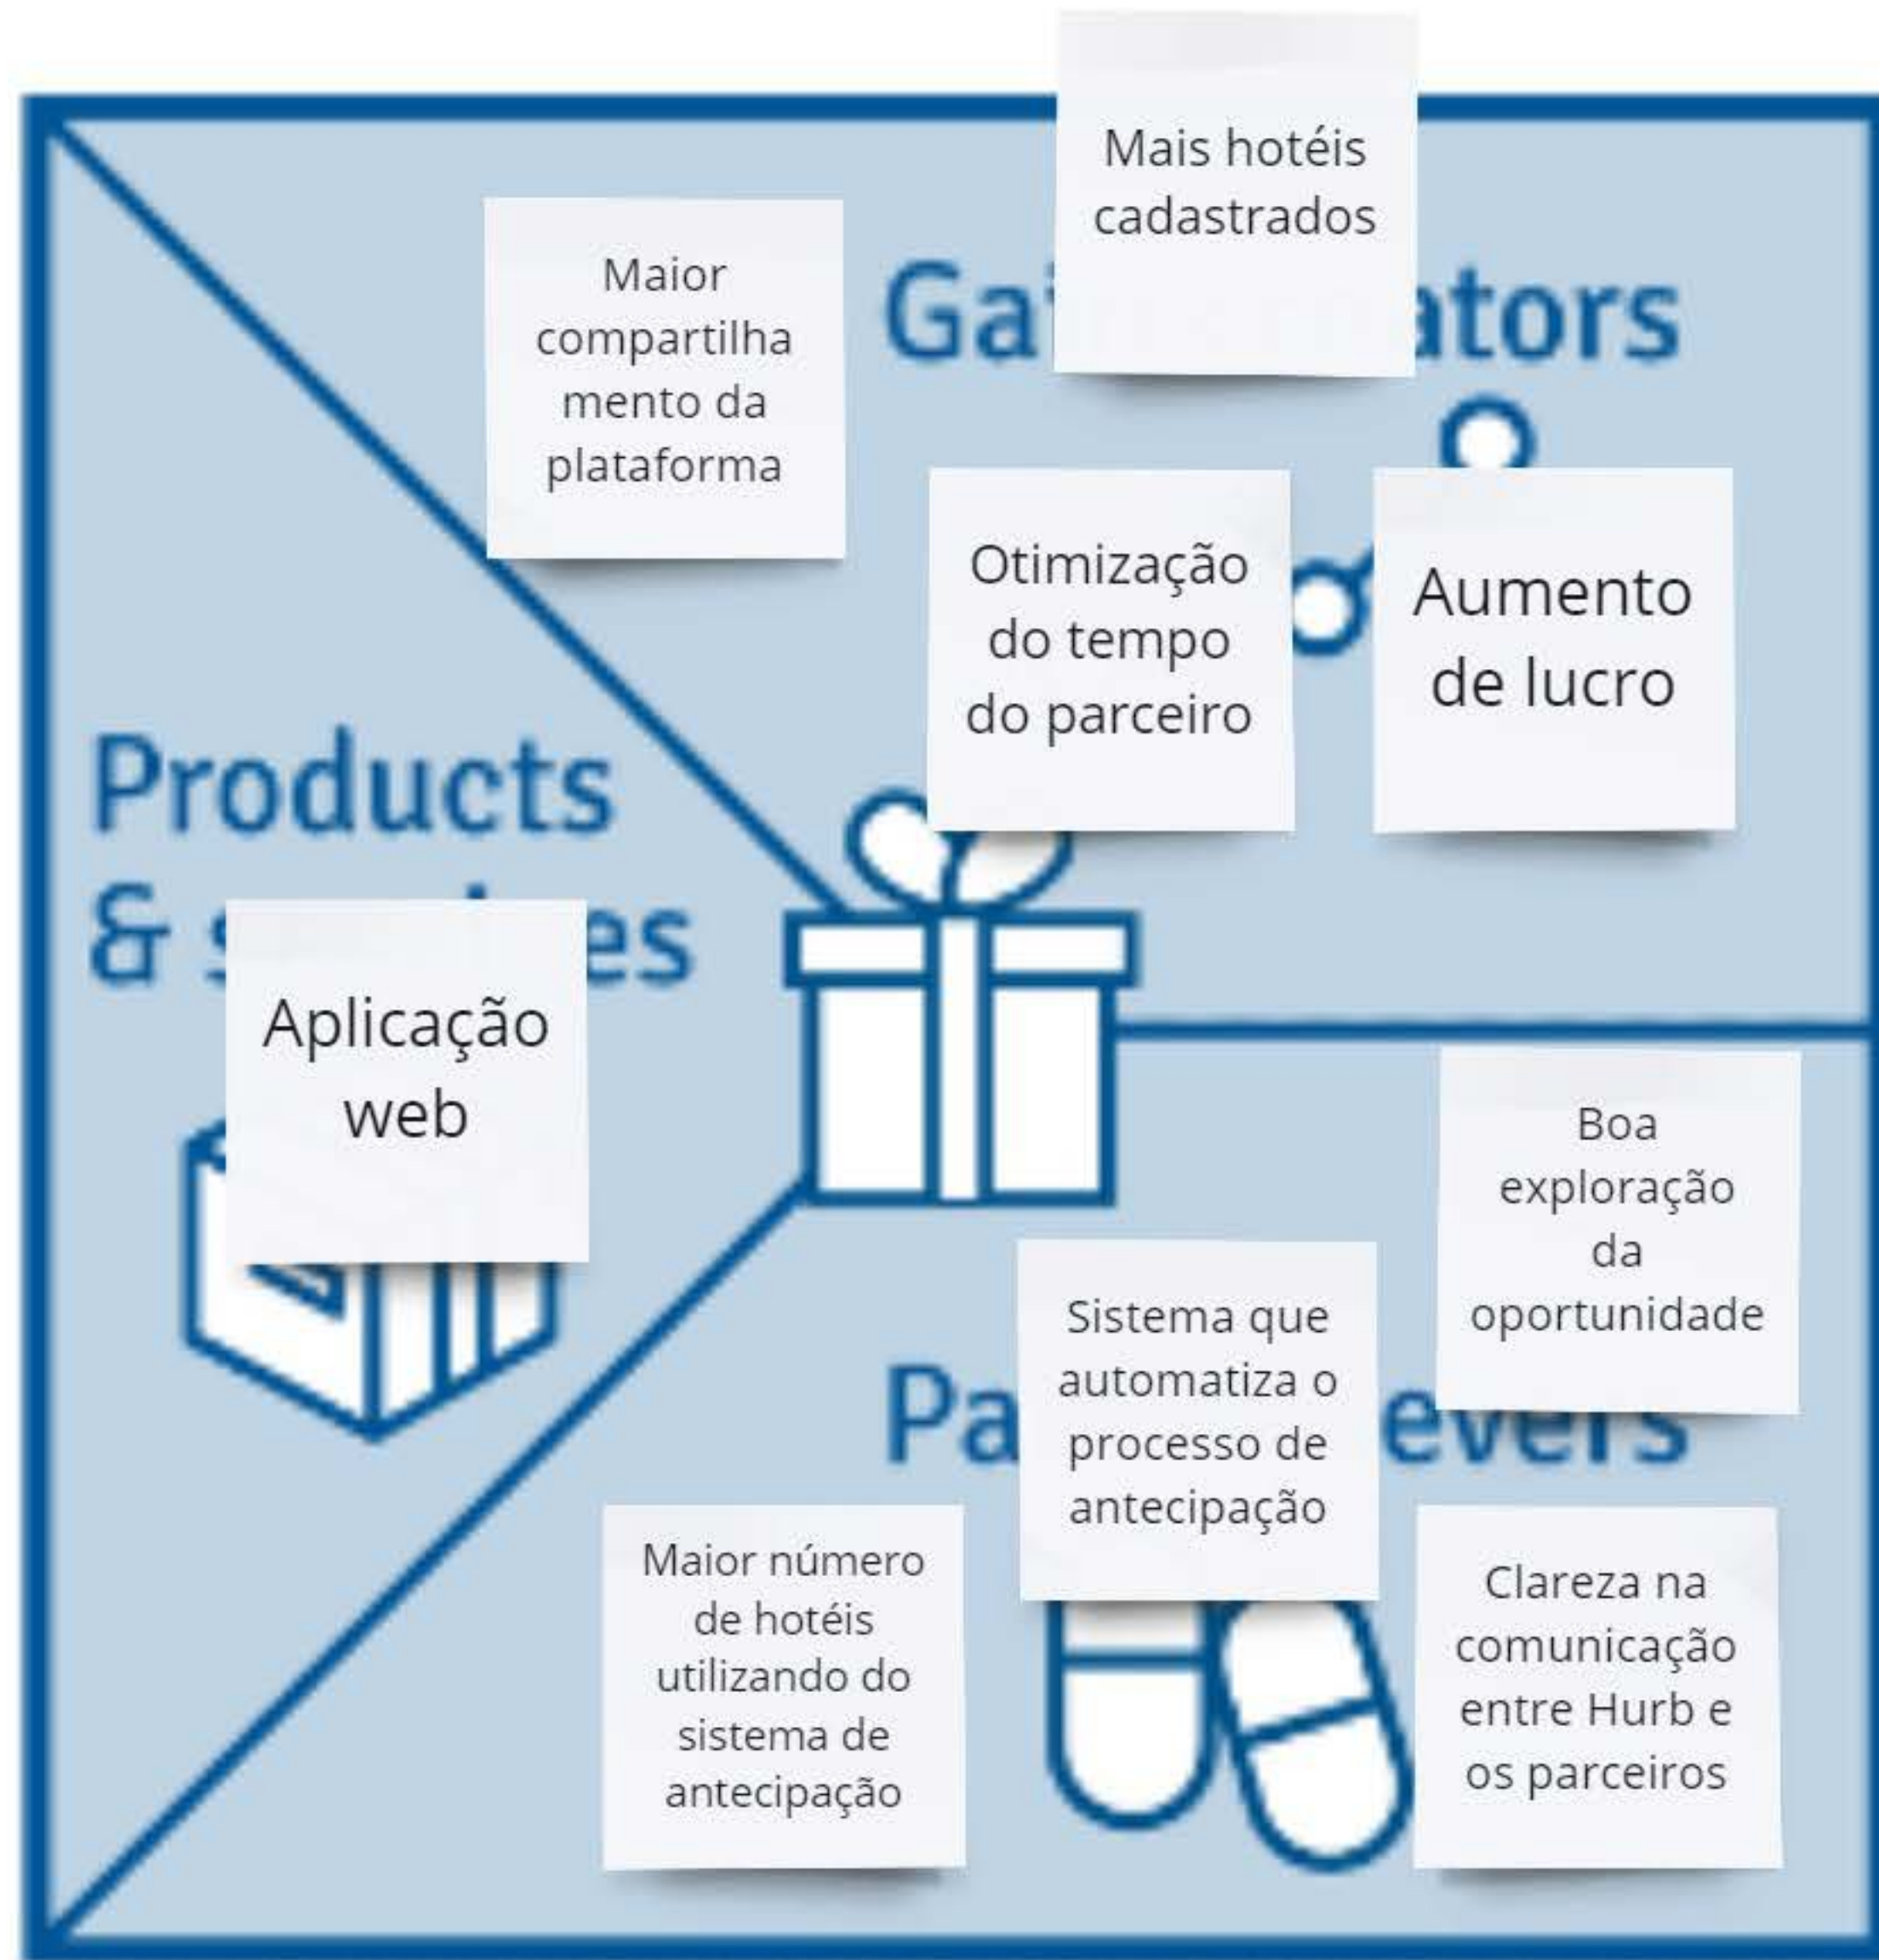 Mais hotéis
cadastrados
Maior
compartilha
mento da
plataforma
Ga ators
Otimização
do tempo
do parceiro
Aumento
de lucro
Products
& s es
Aplicação
web
Boa
exploração
da
oportunidade
Sistema que
automatiza o
processo de
antecipação
Pa evers
Maior número
de hotéis
utilizando do
sistema de
antecipação
Clareza na
comunicação
entre Hurb e
os parceiros